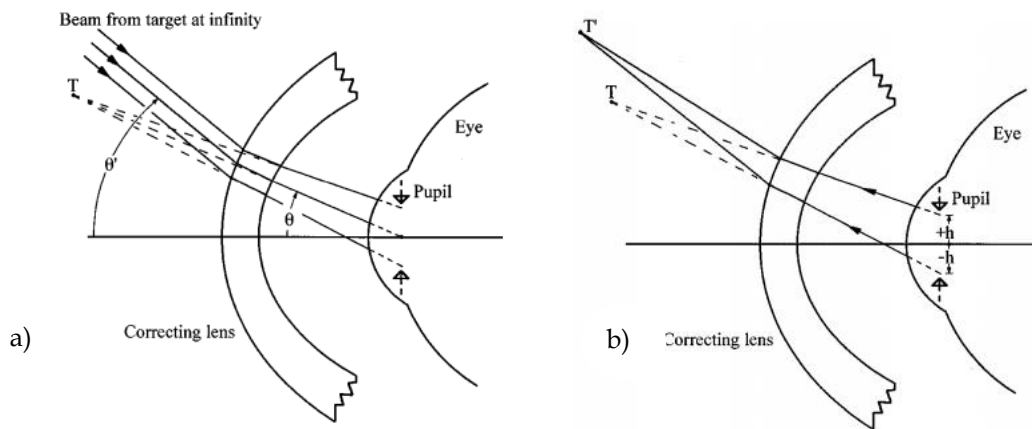 Beam from target at infinity
T
θ'
θ
Eye
Pupil
Correcting lens
a)
T'
T
Eye
Pupil
+h
-h
Correcting lens
b)